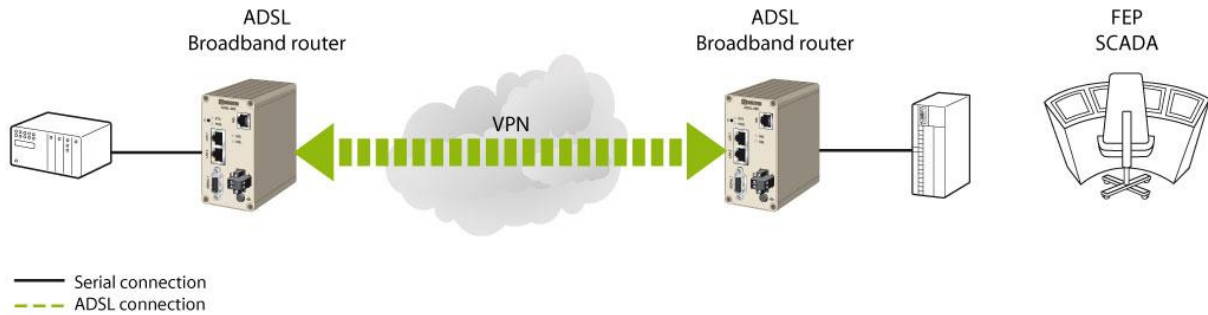 ADSL
Broadband router
ADSL
Broadband router
FEP
SCADA
VPN
Serial connection
ADSL connection